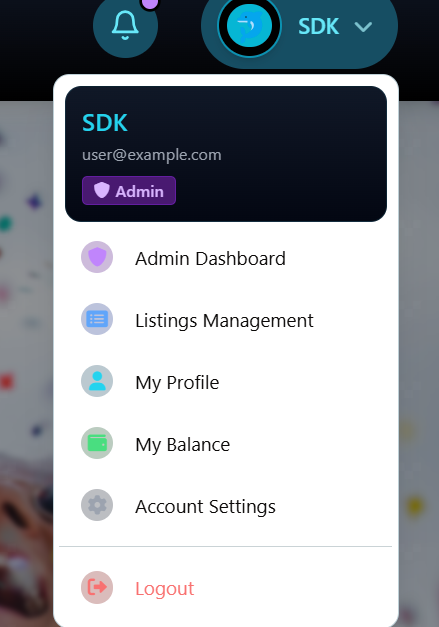 SDK
SDK
user@example.com
Admin
Admin Dashboard
Listings Management
My Profile
My Balance
Account Settings
Logout